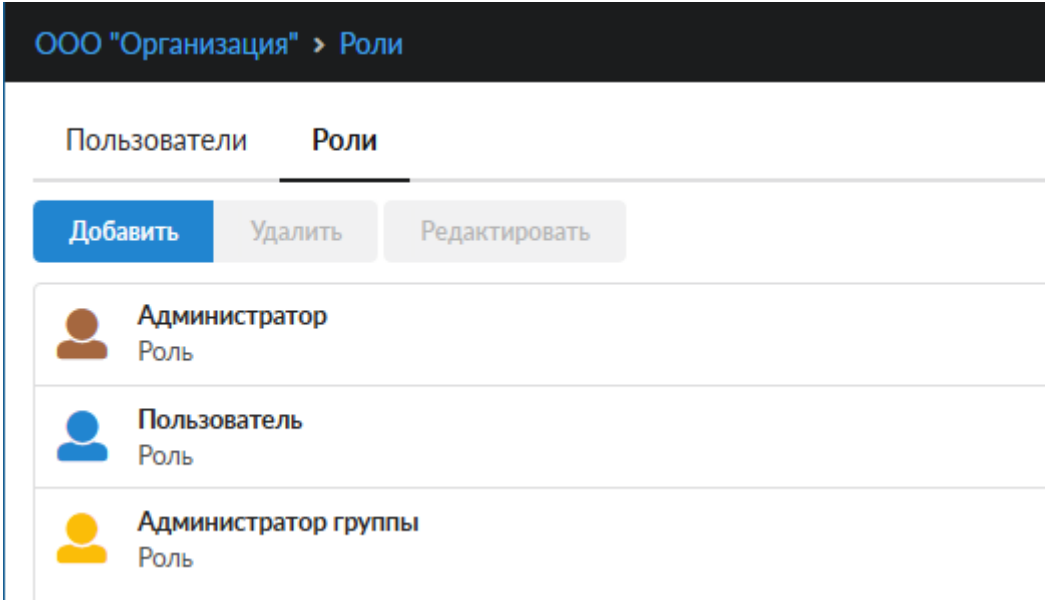 ООО "Организация" > Роли
Пользователи Роли
Добавить Удалить Редактировать
Администратор
Роль
Пользователь
Роль
Администратор группы
Роль